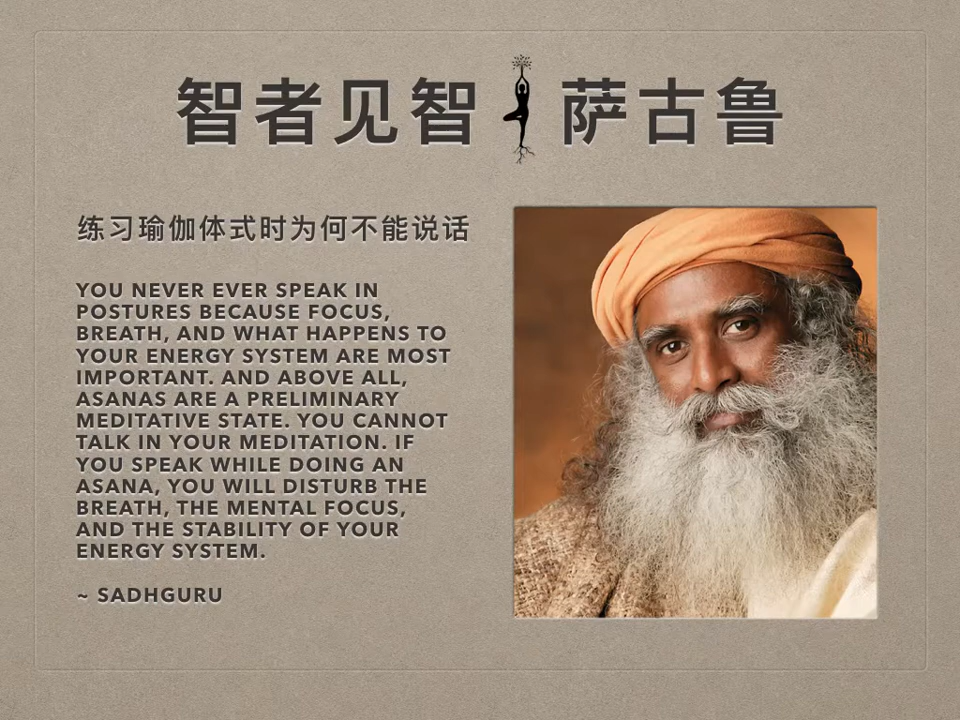 智者见智 萨古鲁
练习瑜伽体式时为何不能说话
YOU NEVER EVER SPEAK IN
POSTURES BECAUSE FOCUS,
BREATH, AND WHAT HAPPENS TO
YOUR ENERGY SYSTEM ARE MOST
IMPORTANT. AND ABOVE ALL,
ASANAS ARE A PRELIMINARY
MEDITATIVE STATE. YOU CANNOT
TALK IN YOUR MEDITATION. IF
YOU SPEAK WHILE DOING AN
ASANA, YOU WILL DISTURB THE
BREATH, THE MENTAL FOCUS,
AND THE STABILITY OF YOUR
ENERGY SYSTEM.
~ SADHGURU